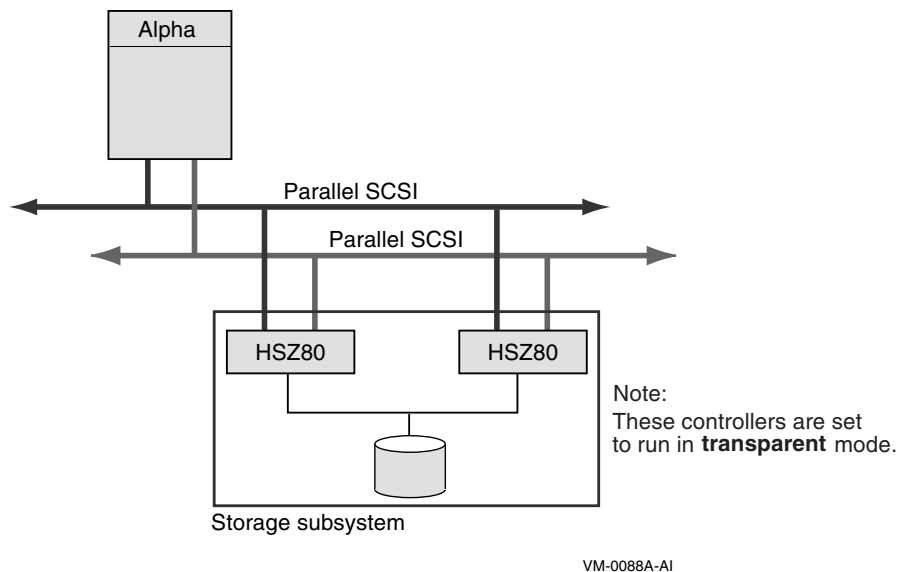 Alpha
Parallel SCSI
Parallel SCSI
HSZ80
HSZ80
Note:
These controllers are set
to run in transparent mode.
Storage subsystem
VM-0088A-AI